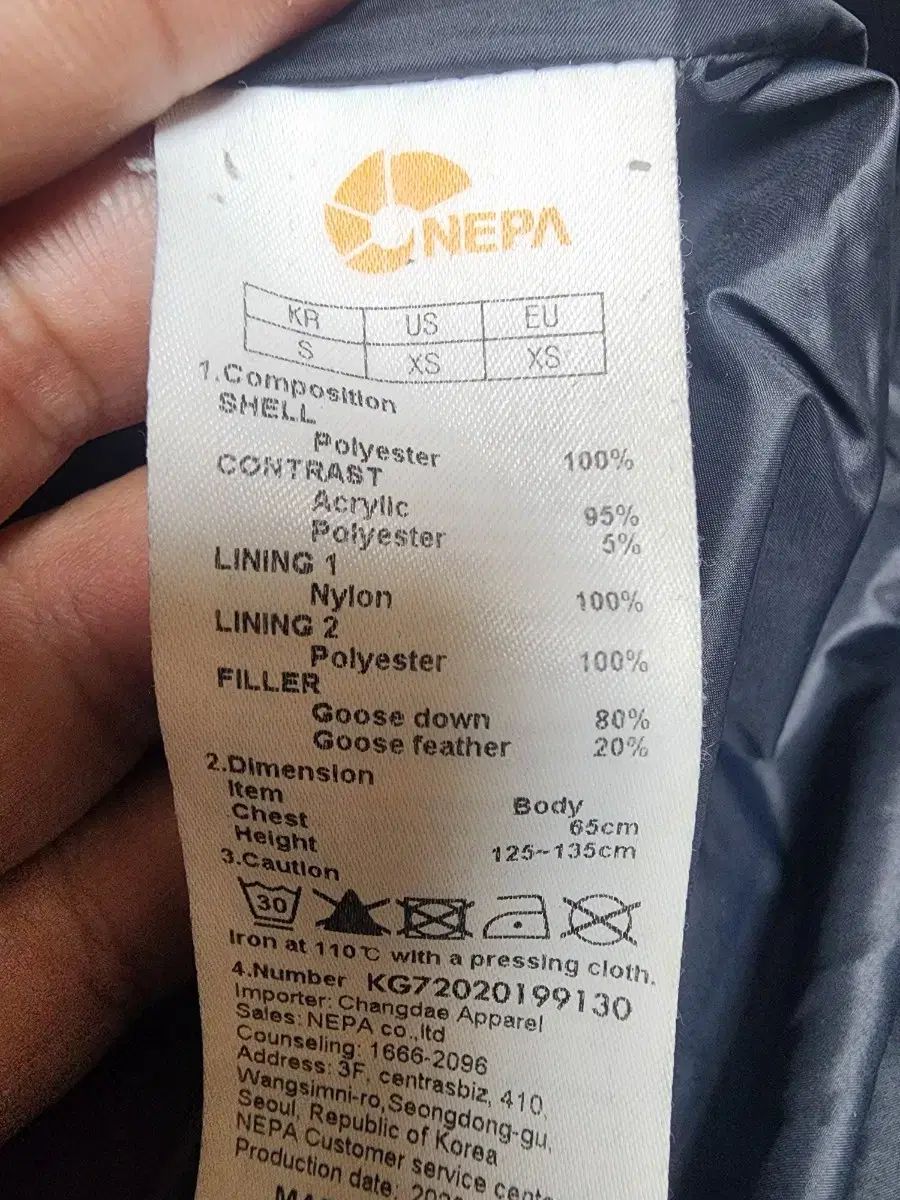 NEPA
KR US EU
S XS XS
1.Composition
SHELL
Polyester 100%
CONTRAST
Acrylic 95%
Polyester 5%
LINING 1
Nylon 100%
LINING 2
Polyester 100%
FILLER
Goose down 80%
Goose feather 20%
2.Dimension
Item Body
Chest 65cm
Height 125~135cm
3.Caution
30
Iron at 110℃ with a pressing cloth.
4.Number KG72020199130
Importer: Changdae Apparel
Sales: NEPA co.,ltd
Counseling: 1666-2096
Address: 3F, centrasbiz, 410,
Wangsimni-ro,Seongdong-gu,
Seoul, Republic of Korea
NEPA Customer service
Production date: